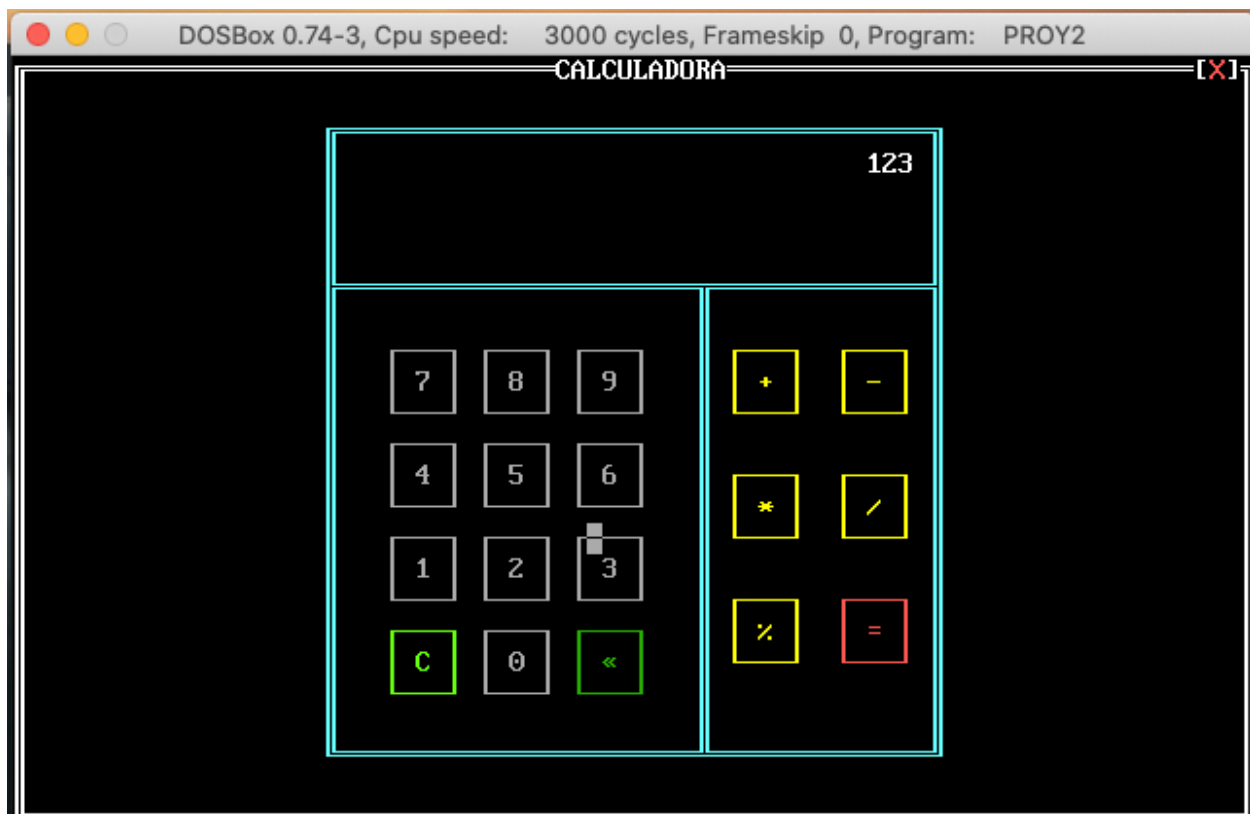 DOSBox 0.74-3, Cpu speed: 3000 cycles, Frameskip 0, Program: PROY2
CALCULADORA [X]
123
7 8 9 + -
4 5 6 * /
1 2 3
% =
C 0 «